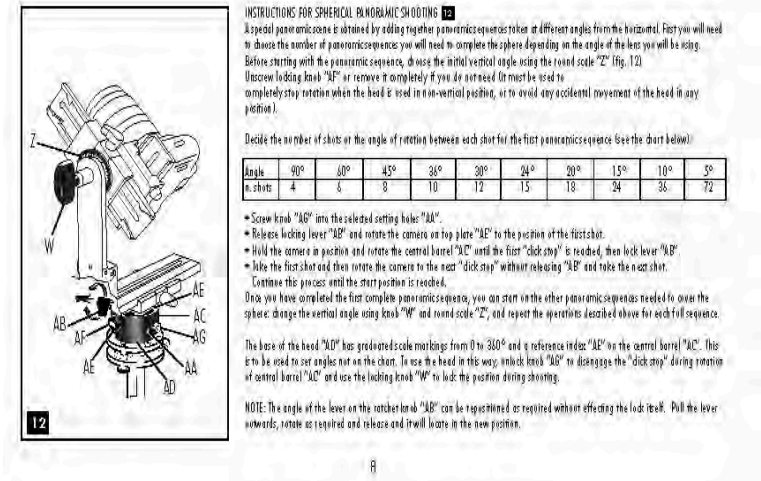 INSTRUCTIONS FOR SPHERICAL PANORAMIC SHOOTING 12
A special panoramic scene is obtained by adding together panoramic sequences taken at different angles from the horizontal. First you will need
to choose the number of panoramic sequences you will need to complete the sphere depending on the angle of the lens you will be using.
Before starting with the panoramic sequence, choose the initial vertical angle using the round scale "Z" (fig. 12)
Unscrew locking knob "AF" or remove it completely if you do not need (it must be used to
completely stop rotation when the head is used in non-vertical position, or to avoid any accidental movement of the head in any
position).
Decide the number of shots or the angle of rotation between each shot for the first panoramic sequence (see the chart below):
Angle 90° 60° 45° 36° 30° 24° 20° 15° 10° 5°
n. shots 4 6 8 10 12 15 18 24 36 72
• Screw knob "AG" into the selected setting holes "AA".
• Release locking lever "AB" and rotate the camera on top plate "AE" to the position of the first shot.
• Hold the camera in position and rotate the central barrel "AC" until the first "click stop" is reached, then lock lever "AB"
• Take the first shot and then rotate the camera to the next "click stop" without releasing "AB" and take the next shot.
Continue this process until the start position is reached.
Once you have completed the first complete panoramic sequence, you can start on the other panoramic sequences needed to cover the
sphere: change the vertical angle using knob "W" and round scale "Z", and repeat the operations described above for each full sequence.
The base of the head "AD" has graduated scale markings from 0 to 360° and a reference index "AE" on the central barrel "AC". This
is to be used to set angles not on the chart. To use the head in this way, unlock knob "AG" to disengage the "click stop" during rotation
of central barrel "AC" and use the locking knob "W" to lock the position during shooting.
NOTE: The angle of the lever on the ratchet knob "AB" can be repositioned as required without effecting the lock itself. Pull the lever
outwards, rotate as required and release and it will locate in the new position.
Z
W
AE
AB
AC
AF
AG
AE
AA
AD
12
8